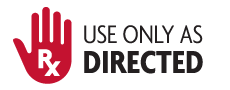 Rx
USE ONLY AS
DIRECTED